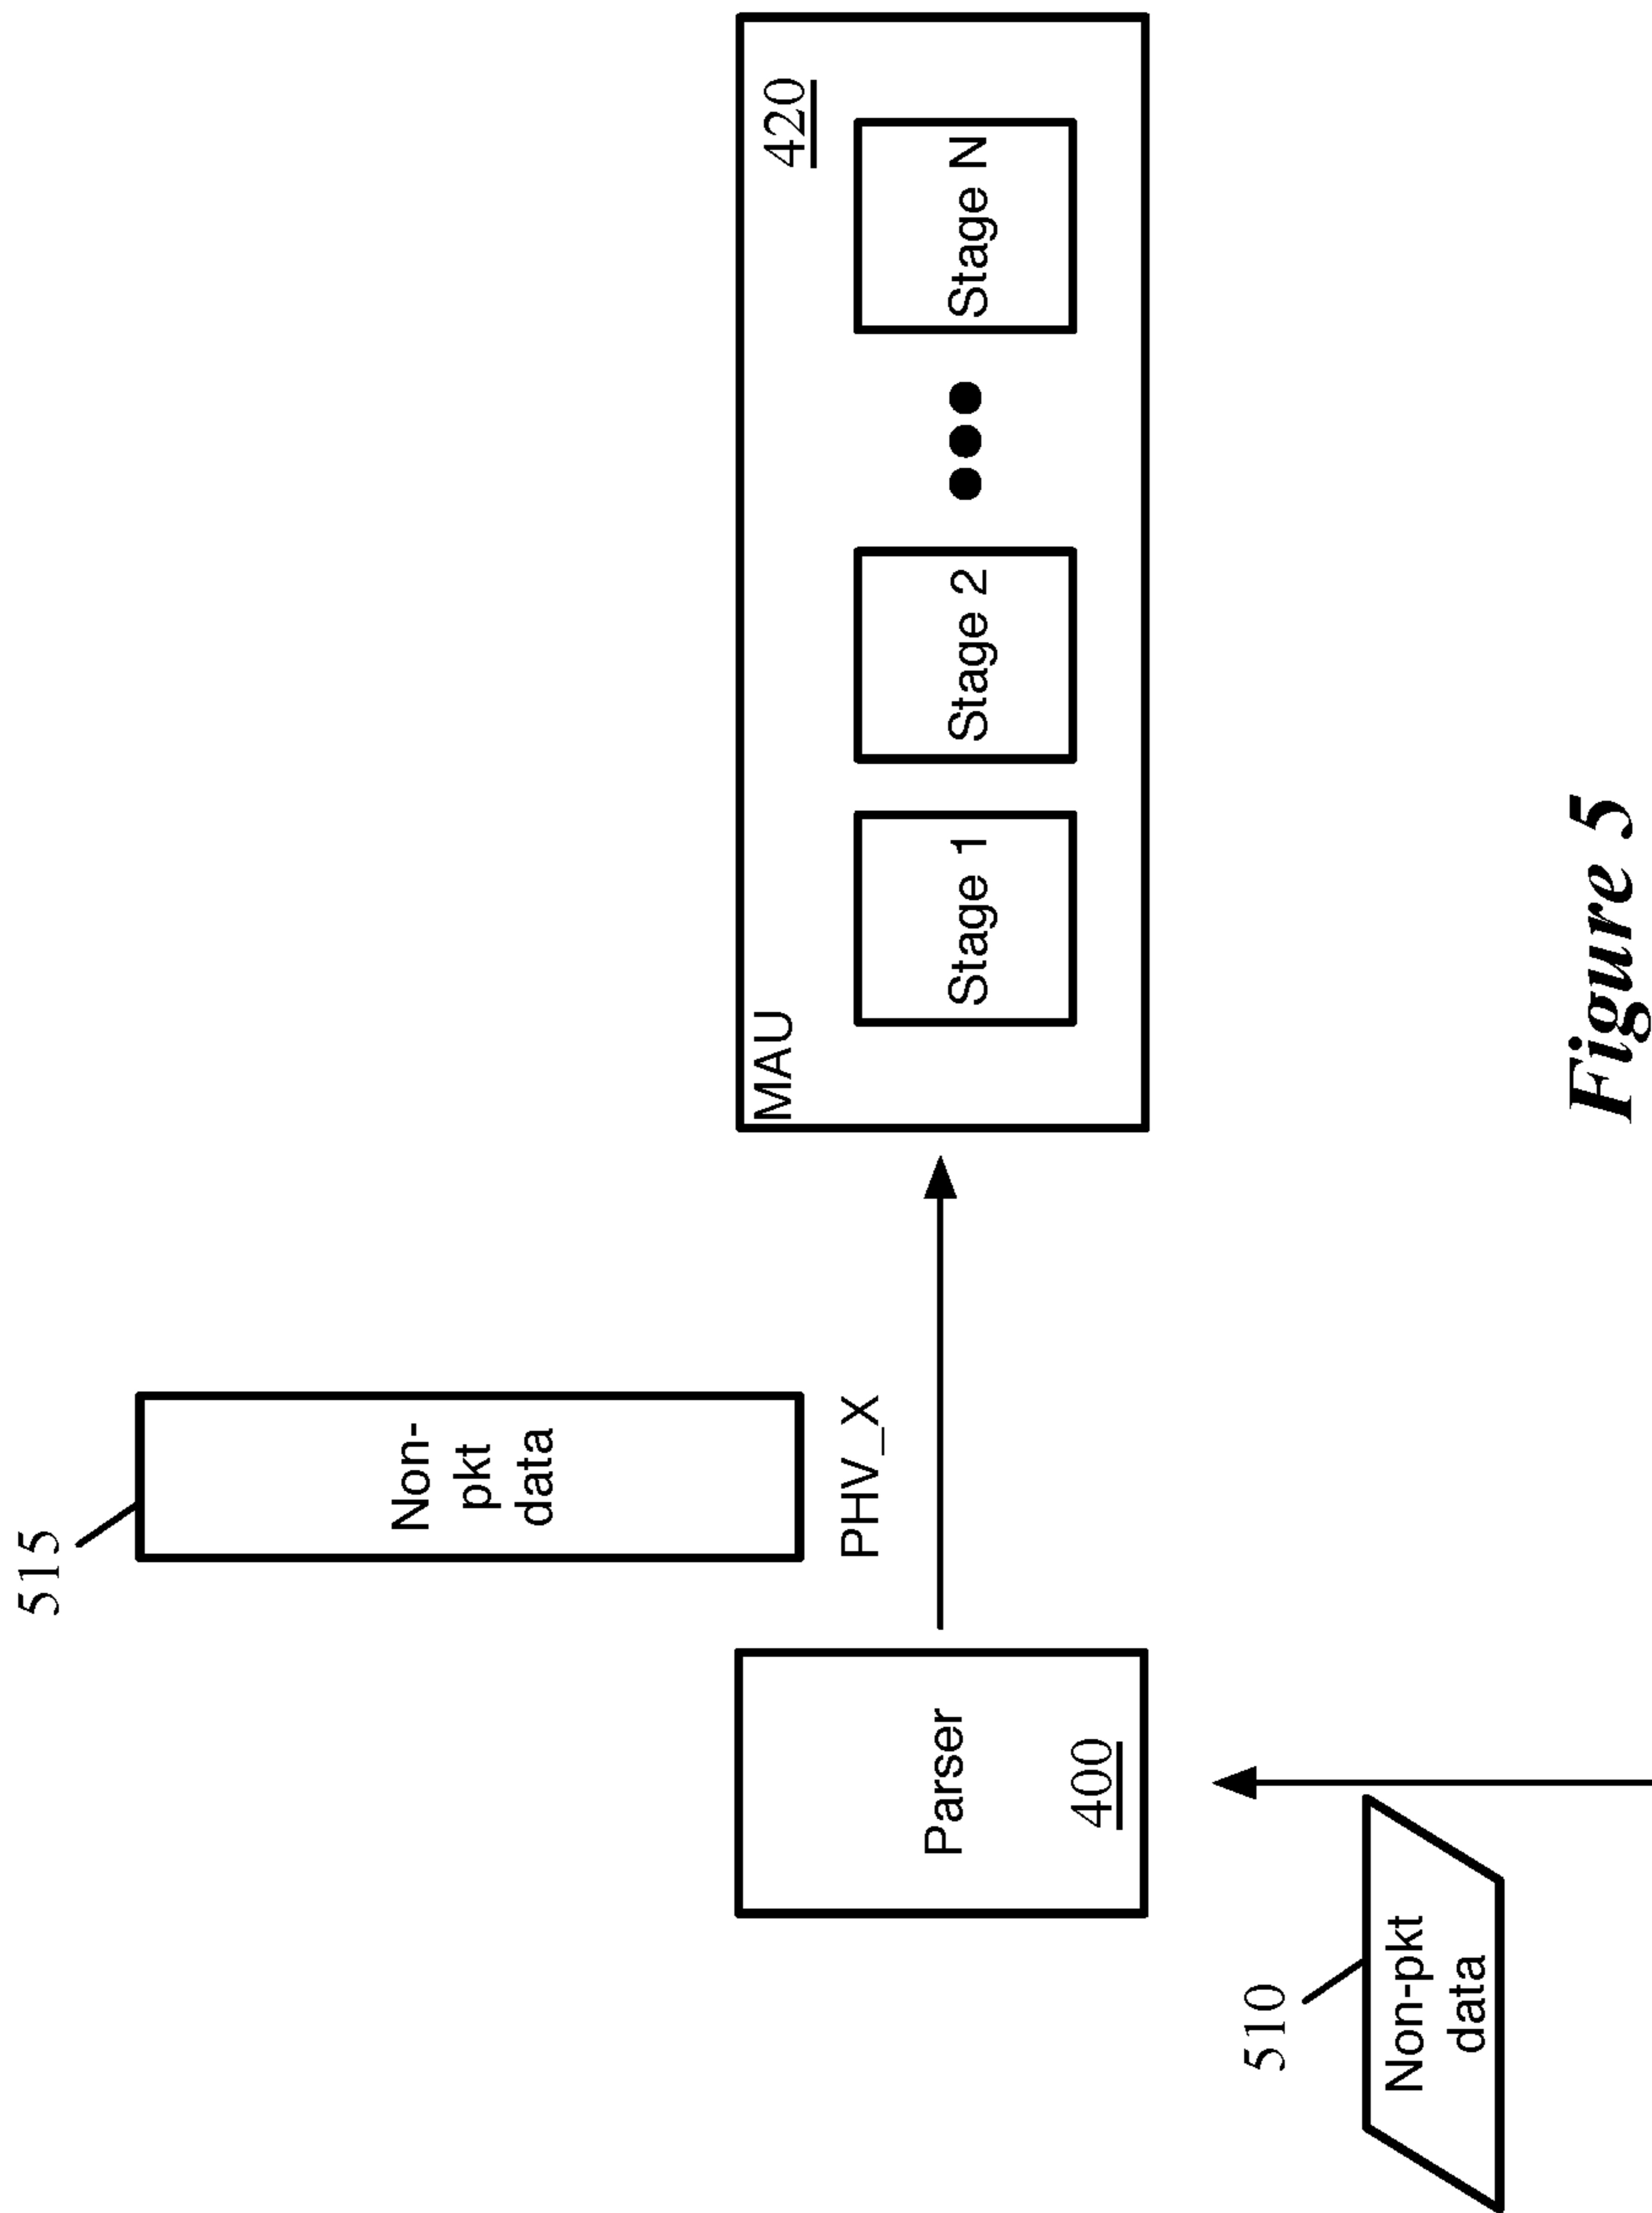 515
Non-
pkt
data
PHV_X
MAU
420
Stage 1
Stage 2
Stage N
Parser
400
510
Non-pkt
data
Figure 5